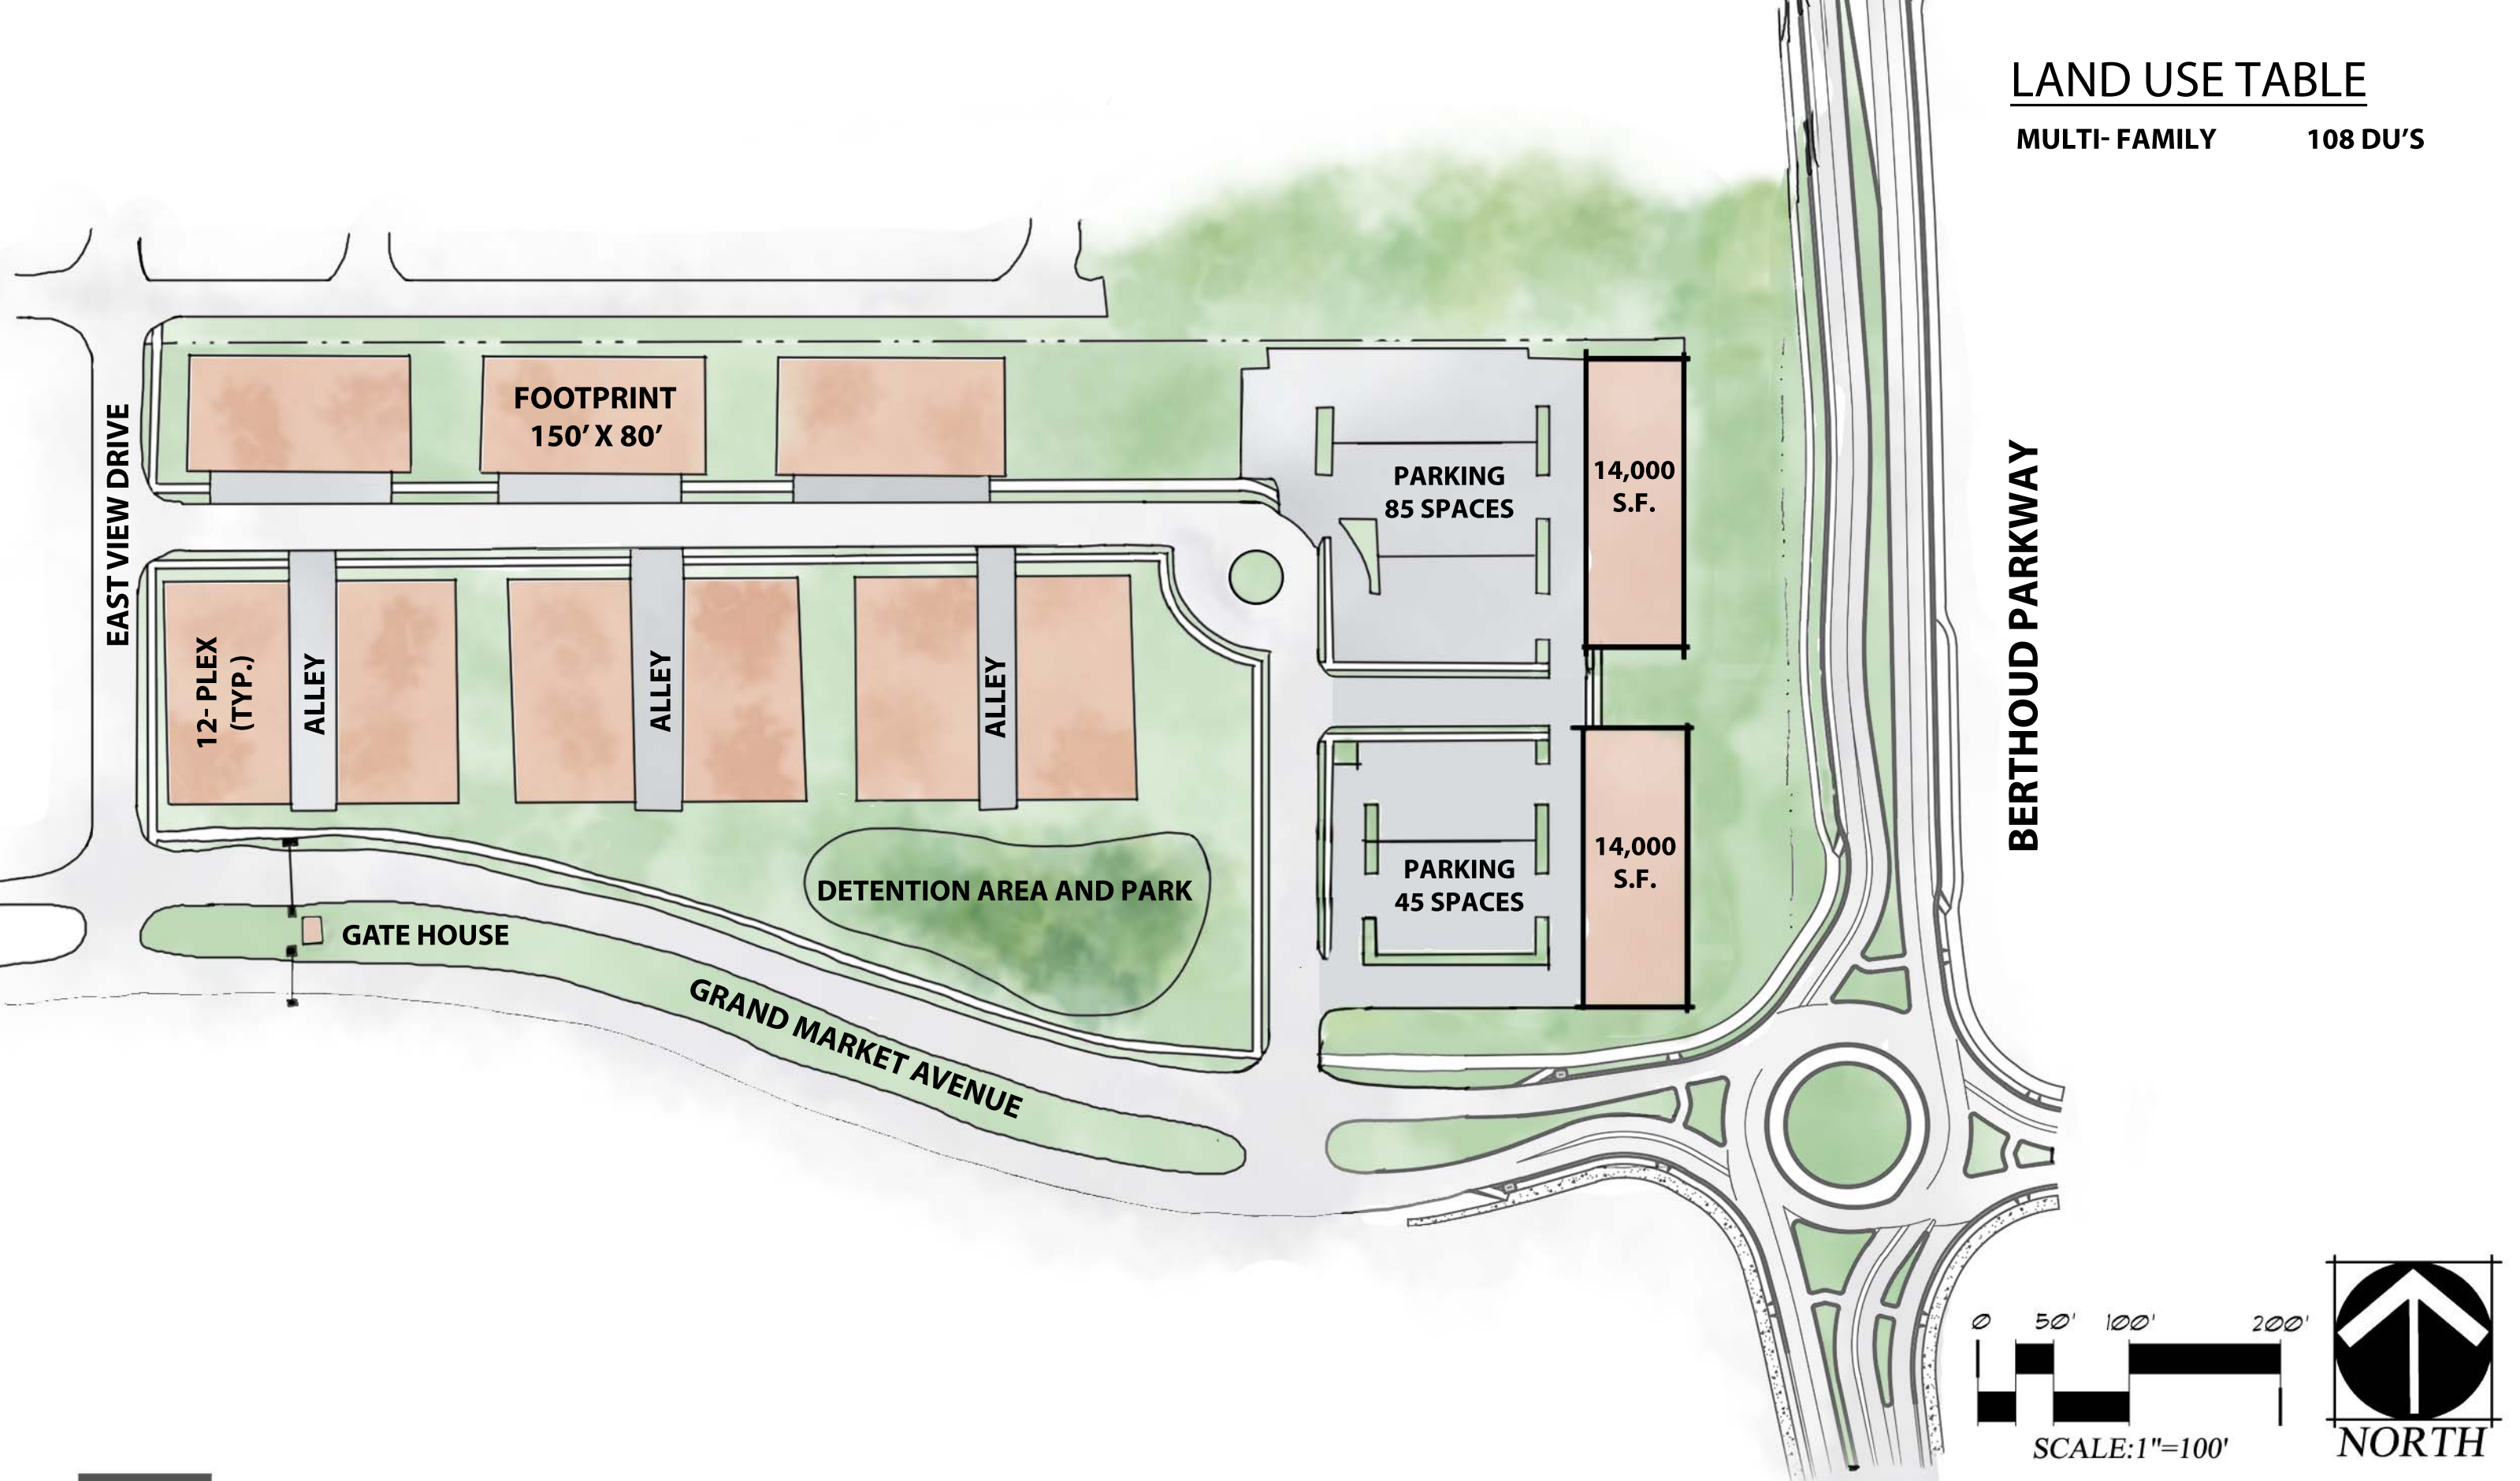 LAND USE TABLE
MULTI- FAMILY 108 DU’S
FOOTPRINT
150’ X 80’
EAST VIEW DRIVE
PARKING
85 SPACES
14,000
S.F.
BERTHOUD PARKWAY
12- PLEX
(TYP.)
ALLEY
ALLEY
ALLEY
DETENTION AREA AND PARK
PARKING
45 SPACES
14,000
S.F.
GATE HOUSE
GRAND MARKET AVENUE
0 50' 100' 200'
SCALE:1"=100'
NORTH